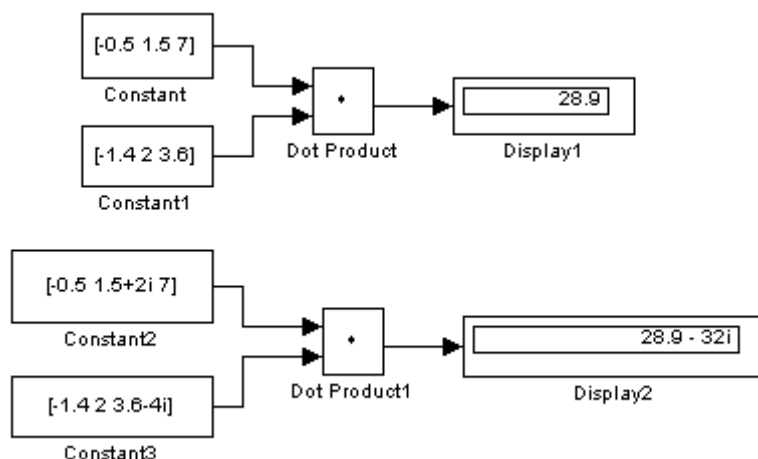 [-0.5 1.5 7]
Constant
[-1.4 2 3.6]
Constant1
Dot Product
28.9
Display1
[-0.5 1.5+2i 7]
Constant2
[-1.4 2 3.6-4i]
Constant3
Dot Product1
28.9 - 32i
Display2